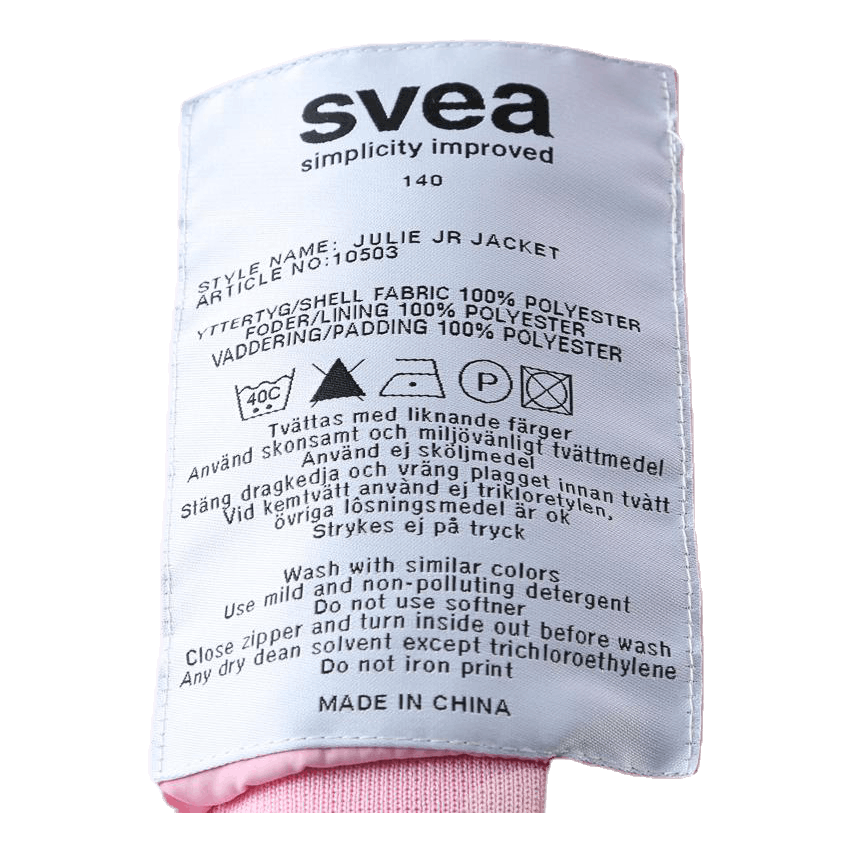 svea
simplicity improved
140
STYLE NAME: JULIE JR JACKET
ARTICLE NO:10503
YTTERTYG/SHELL FABRIC 100% POLYESTER
FODER/LINING 100% POLYESTER
VADDERING/PADDING 100% POLYESTER
40C P
Tvättas med liknande färger
Använd skonsamt och miljövänligt tvättmedel
Använd ej sköljmedel
Stäng dragkedja och vräng plagget innan tvàtt
Vid kemtvätt använd ej trikloretylen,
övriga lôsningsmedel är ok
Strykes ej på tryck
Wash with similar colors
Use mild and non-polluting detergent
Do not use softner
Close zipper and turn inside out before wash
Any dry dean solvent except trichloroethylene
Do not iron print
MADE IN CHINA